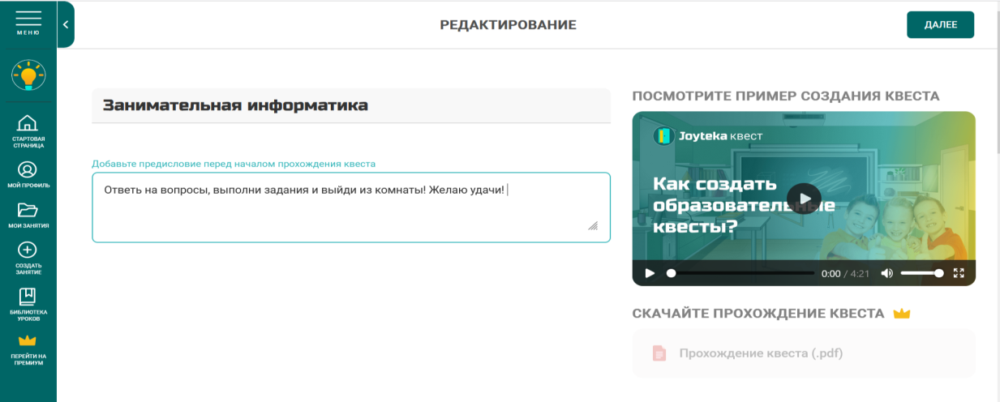 МЕНЮ
РЕДАКТИРОВАНИЕ
ДАЛЕЕ
СТАРТОВАЯ
СТРАНИЦА
МОЙ ПРОФИЛЬ
МОИ ЗАНЯТИЯ
СОЗДАТЬ
ЗАНЯТИЕ
БИБЛИОТЕКА
УРОКОВ
ПЕРЕЙТИ НА
ПРЕМИУМ
Занимательная информатика
Добавьте предисловие перед началом прохождения квеста
Ответь на вопросы, выполни задания и выйди из комнаты! Желаю удачи!
ПОСМОТРИТЕ ПРИМЕР СОЗДАНИЯ КВЕСТА
Joyteka квест
Как создать
образовательные
квесты?
0:00 / 4:21
СКАЧАЙТЕ ПРОХОЖДЕНИЕ КВЕСТА
Прохождение квеста (.pdf)